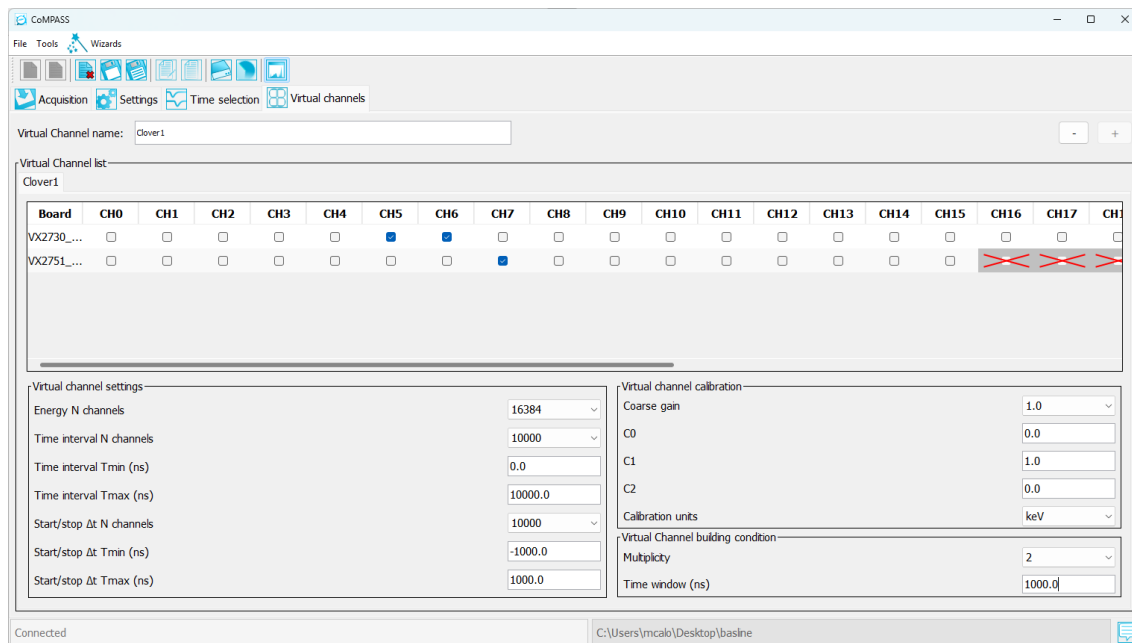 CoMPASS
File Tools Wizards
Acquisition Settings Time selection Virtual channels
Virtual Channel name: Clover1 - +
Virtual Channel list
Clover1
Board CH0 CH1 CH2 CH3 CH4 CH5 CH6 CH7 CH8 CH9 CH10 CH11 CH12 CH13 CH14 CH15 CH16 CH17 CH1
VX2730_...
VX2751_...
Virtual channel settings
Energy N channels 16384
Time interval N channels 10000
Time interval Tmin (ns) 0.0
Time interval Tmax (ns) 10000.0
Start/stop Δt N channels 10000
Start/stop Δt Tmin (ns) -1000.0
Start/stop Δt Tmax (ns) 1000.0
Virtual channel calibration
Coarse gain 1.0
C0 0.0
C1 1.0
C2 0.0
Calibration units keV
Virtual Channel building condition
Multiplicity 2
Time window (ns) 1000.0
Connected C:\Users\mcalo\Desktop\basline